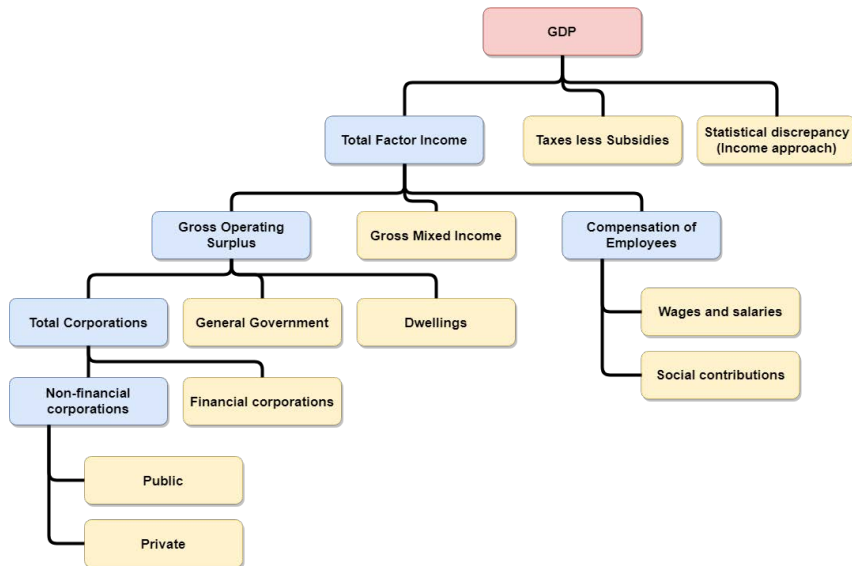 GDP
Total Factor Income
Taxes less Subsidies
Statistical discrepancy
(Income approach)
Gross Operating
Surplus
Gross Mixed Income
Compensation of
Employees
Total Corporations
General Government
Dwellings
Wages and salaries
Social contributions
Non-financial
corporations
Financial corporations
Public
Private